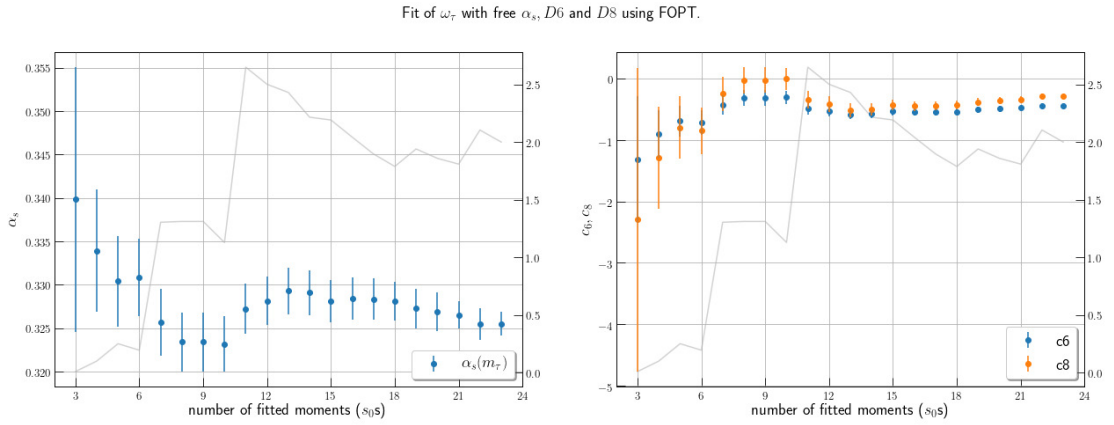 Fit of ω_τ with free α_s, D6 and D8 using FOPT.
0.355
0.350
0.345
0.340
0.335
0.330
0.325
0.320
α_s
2.5
2.0
1.5
1.0
0.5
0.0
α_s(m_τ)
3 6 9 12 15 18 21 24
number of fitted moments (s_0s)
0
−1
−2
−3
−4
−5
c_6, c_8
2.5
2.0
1.5
1.0
0.5
0.0
c6
c8
3 6 9 12 15 18 21 24
number of fitted moments (s_0s)